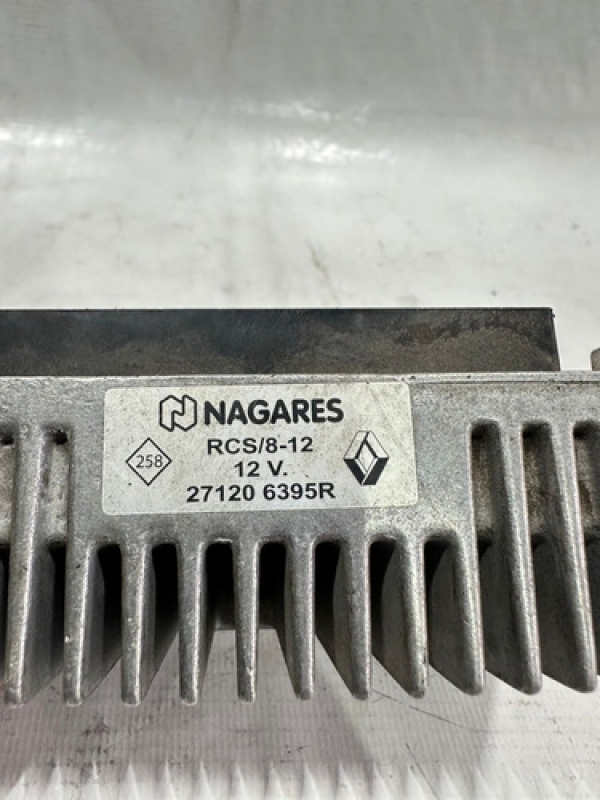 NAGARES
RCS/8-12
258
12 V.
27120 6395R